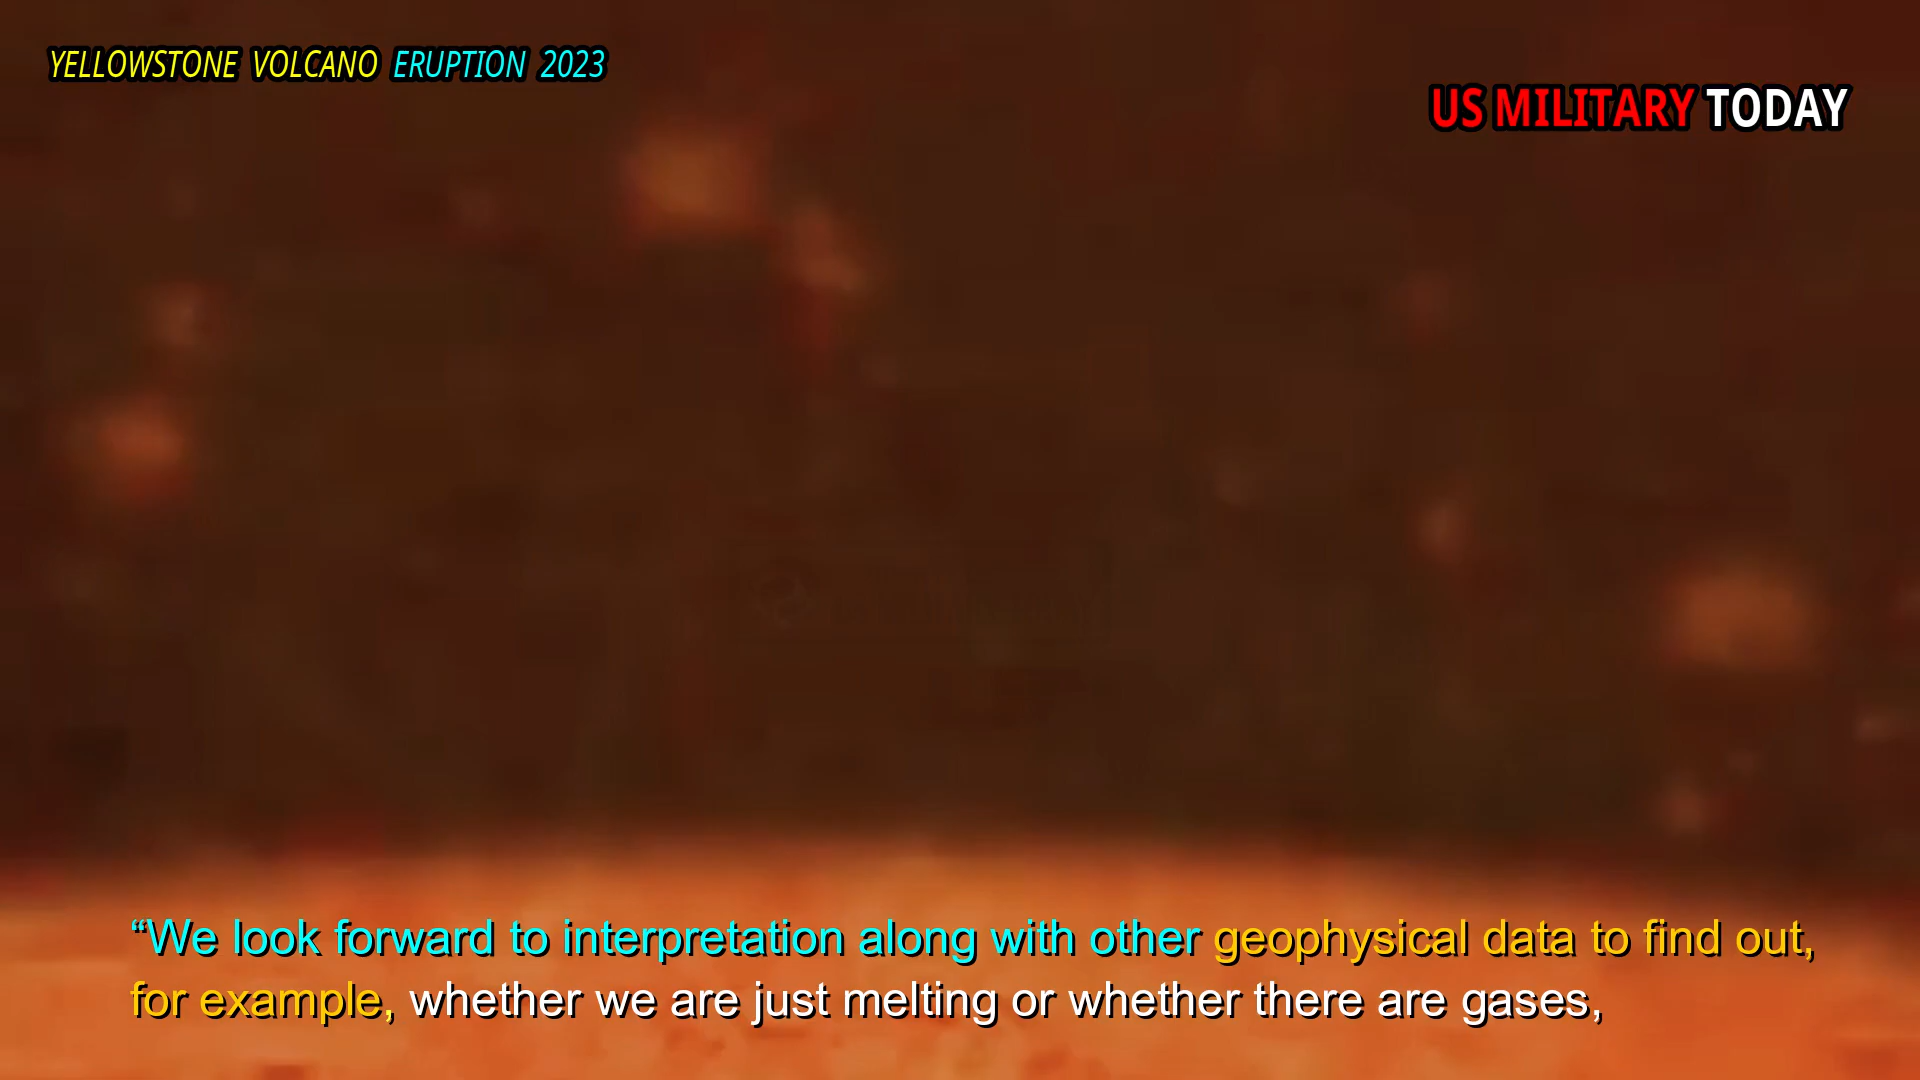 YELLOWSTONE VOLCANO ERUPTION 2023
US MILITARY TODAY
“We look forward to interpretation along with other geophysical data to find out,
for example, whether we are just melting or whether there are gases,